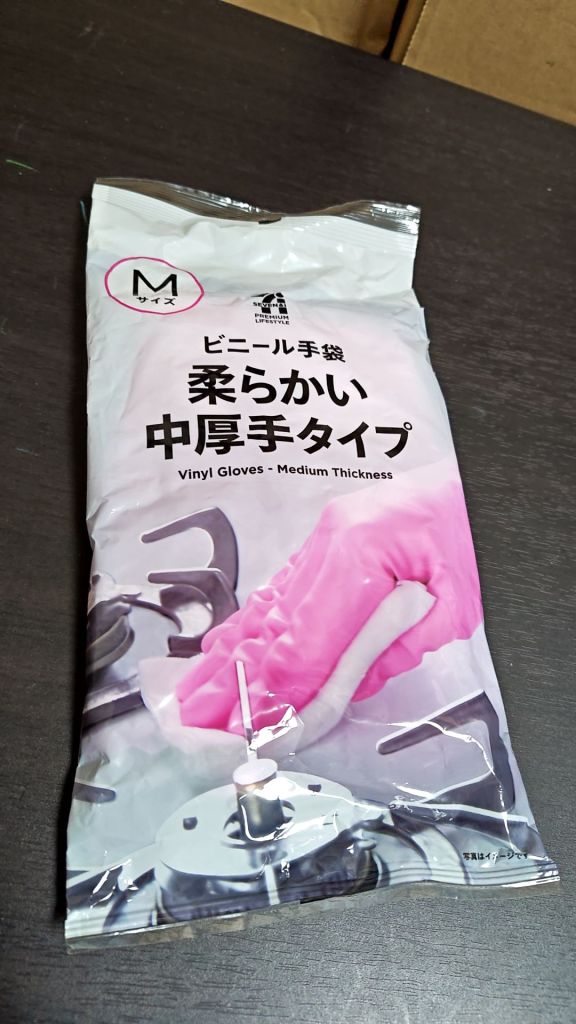 M
サイズ
SEVEN&i
PREMIUM
LIFESTYLE
ビニール手袋
柔らかい
中厚手タイプ
Vinyl Gloves - Medium Thickness
写真はイメージです